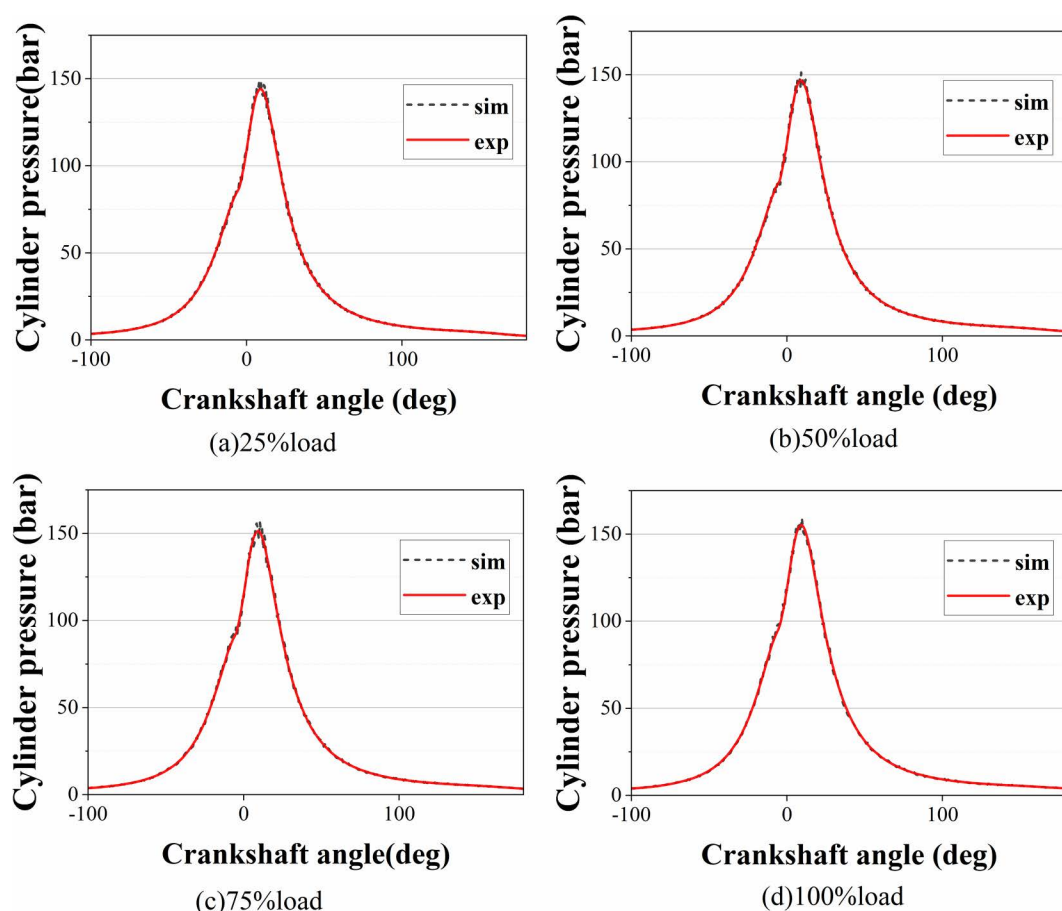 Cylinder pressure(bar)
150
100
50
0
-100
0
100
sim
exp
Crankshaft angle (deg)
(a)25%load
Cylinder pressure (bar)
150
100
50
0
-100
0
100
sim
exp
Crankshaft angle (deg)
(b)50%load
Cylinder pressure (bar)
150
100
50
0
-100
0
100
sim
exp
Crankshaft angle(deg)
(c)75%load
Cylinder pressure (bar)
150
100
50
0
-100
0
100
sim
exp
Crankshaft angle (deg)
(d)100%load